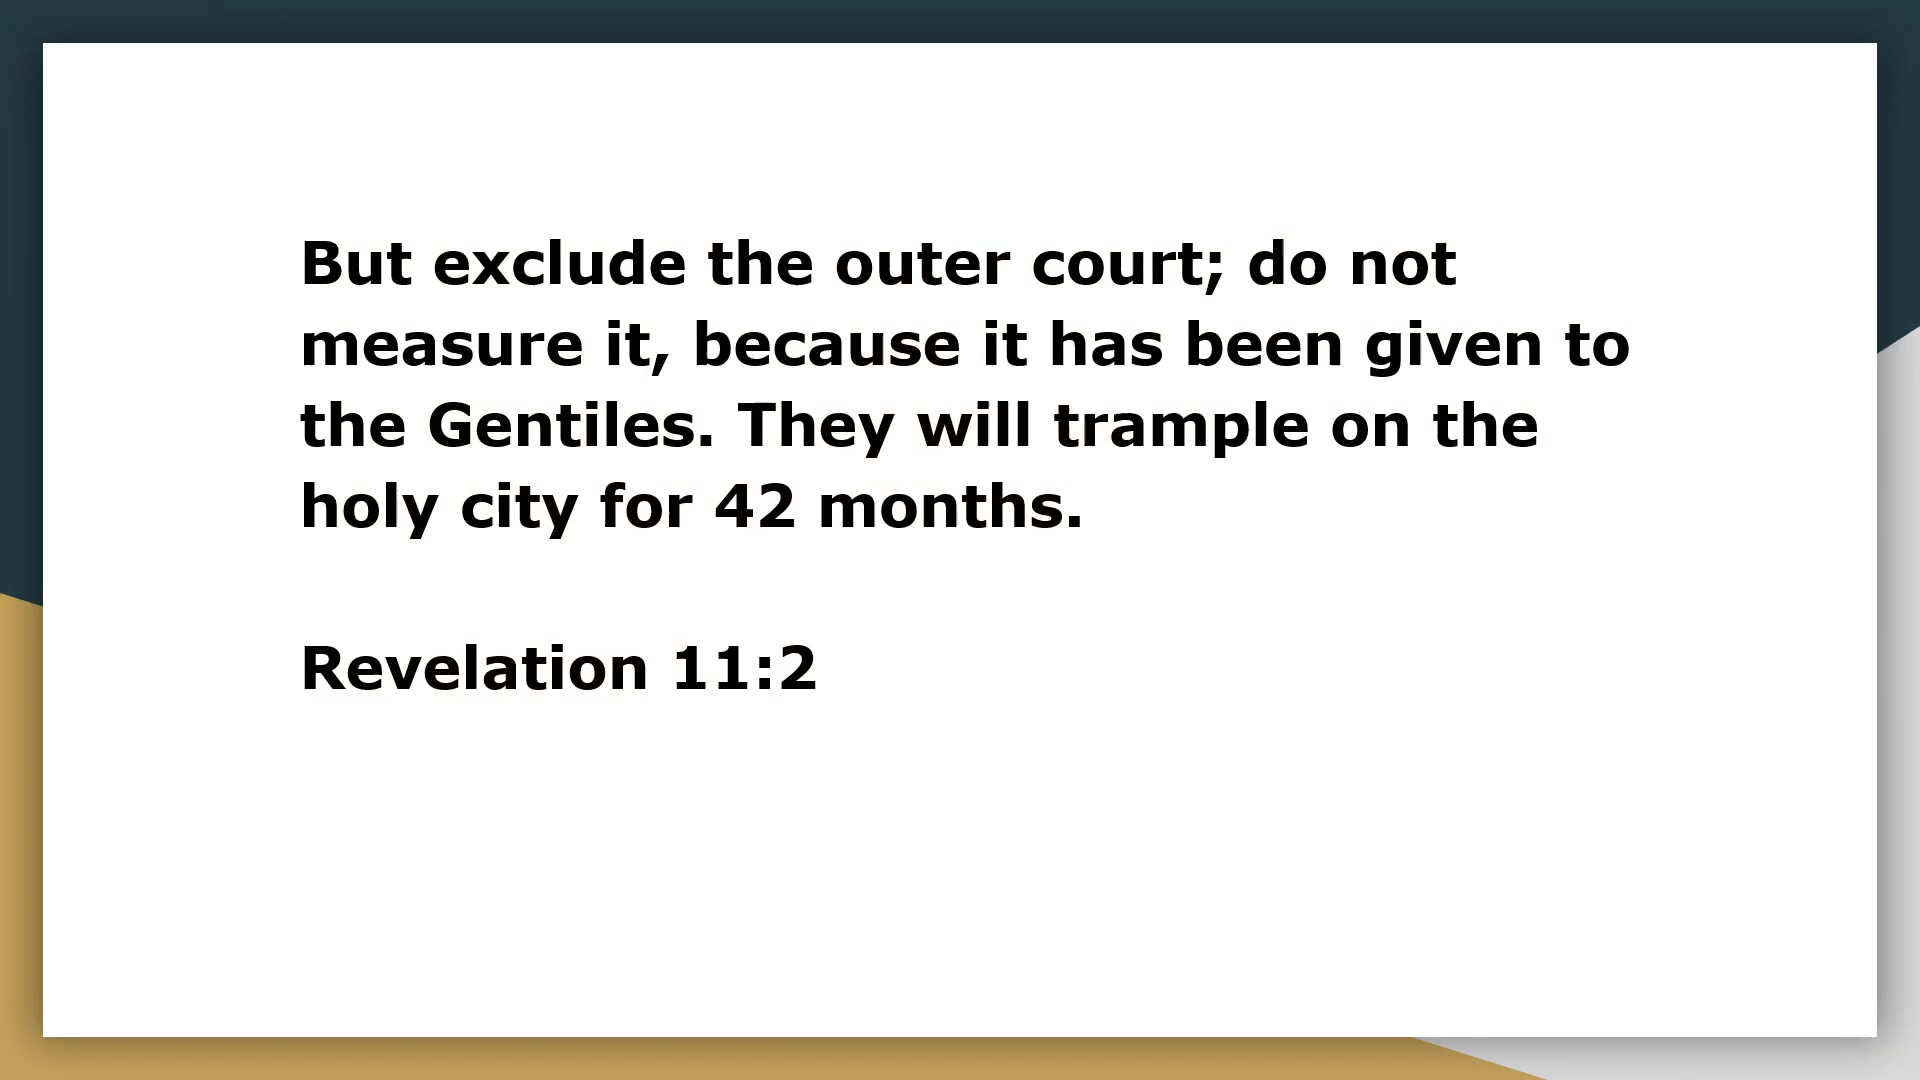 But exclude the outer court; do not
measure it, because it has been given to
the Gentiles. They will trample on the
holy city for 42 months.
Revelation 11:2